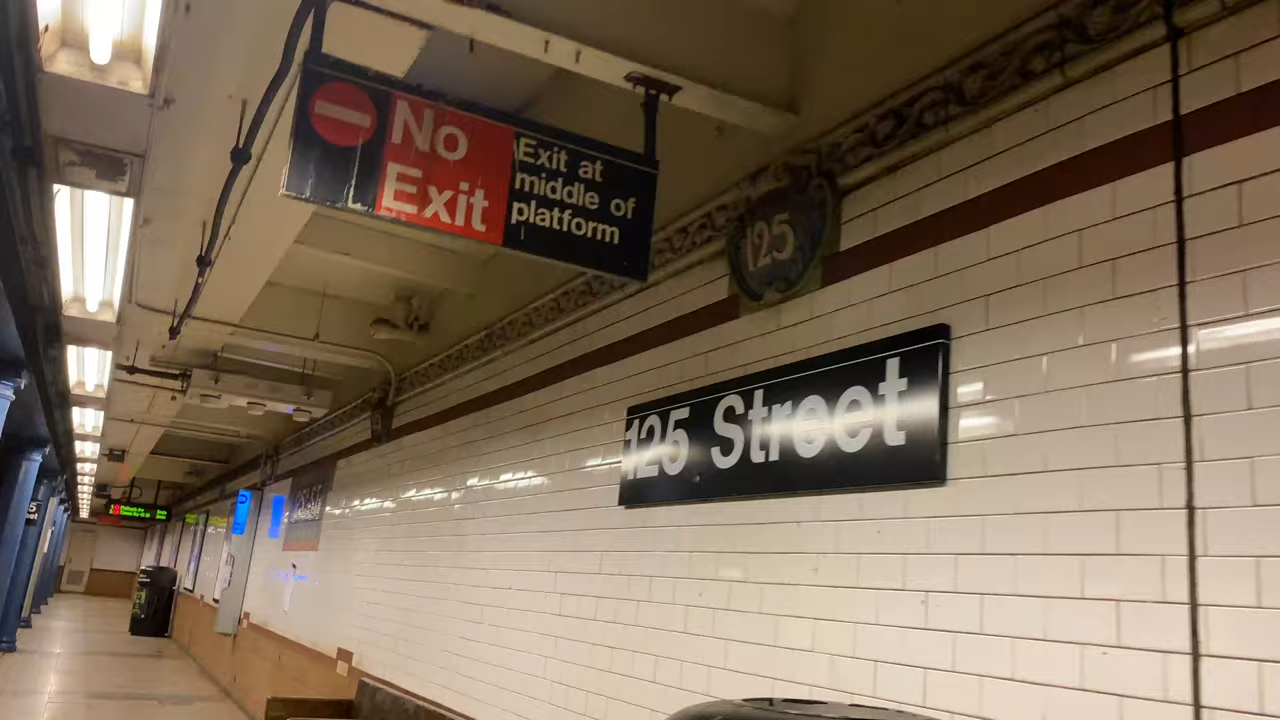 No
Exit
Exit at
middle of
platform
125
125 Street